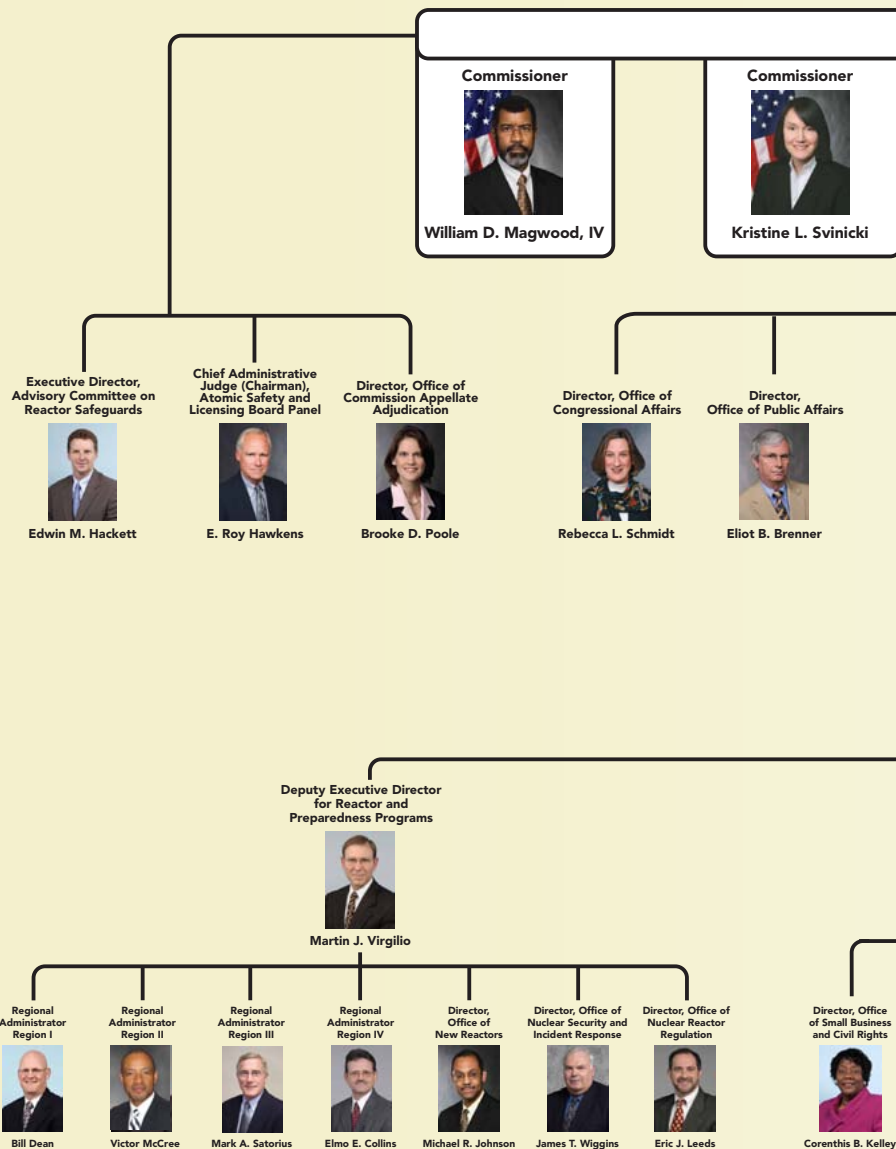 Commissioner
William D. Magwood, IV
Commissioner
Kristine L. Svinicki
Executive Director,
Advisory Committee on
Reactor Safeguards
Edwin M. Hackett
Chief Administrative
Judge (Chairman),
Atomic Safety and
Licensing Board Panel
E. Roy Hawkens
Director, Office of
Commission Appellate
Adjudication
Brooke D. Poole
Director, Office of
Congressional Affairs
Rebecca L. Schmidt
Director,
Office of Public Affairs
Eliot B. Brenner
Deputy Executive Director
for Reactor and
Preparedness Programs
Martin J. Virgilio
Regional
Administrator
Region I
Bill Dean
Regional
Administrator
Region II
Victor McCree
Regional
Administrator
Region III
Mark A. Satorius
Regional
Administrator
Region IV
Elmo E. Collins
Director,
Office of
New Reactors
Michael R. Johnson
Director, Office of
Nuclear Security and
Incident Response
James T. Wiggins
Director, Office of
Nuclear Reactor
Regulation
Eric J. Leeds
Director, Office
of Small Business
and Civil Rights
Corenthis B. Kelley